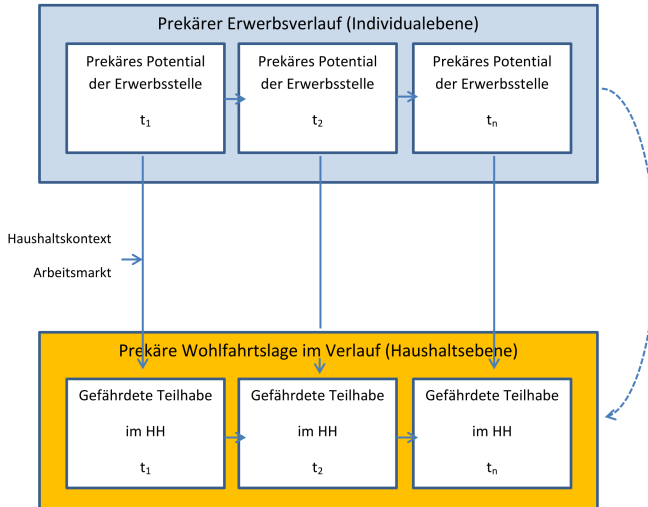 Prekärer Erwerbsverlauf (Individualebene)
Prekäres Potential
der Erwerbsstelle
t₁
Prekäres Potential
der Erwerbsstelle
t₂
Prekäres Potential
der Erwerbsstelle
tₙ
Haushaltskontext
Arbeitsmarkt
Prekäre Wohlfahrtslage im Verlauf (Haushaltsebene)
Gefährdete Teilhabe
im HH
t₁
Gefährdete Teilhabe
im HH
t₂
Gefährdete Teilhabe
im HH
tₙ